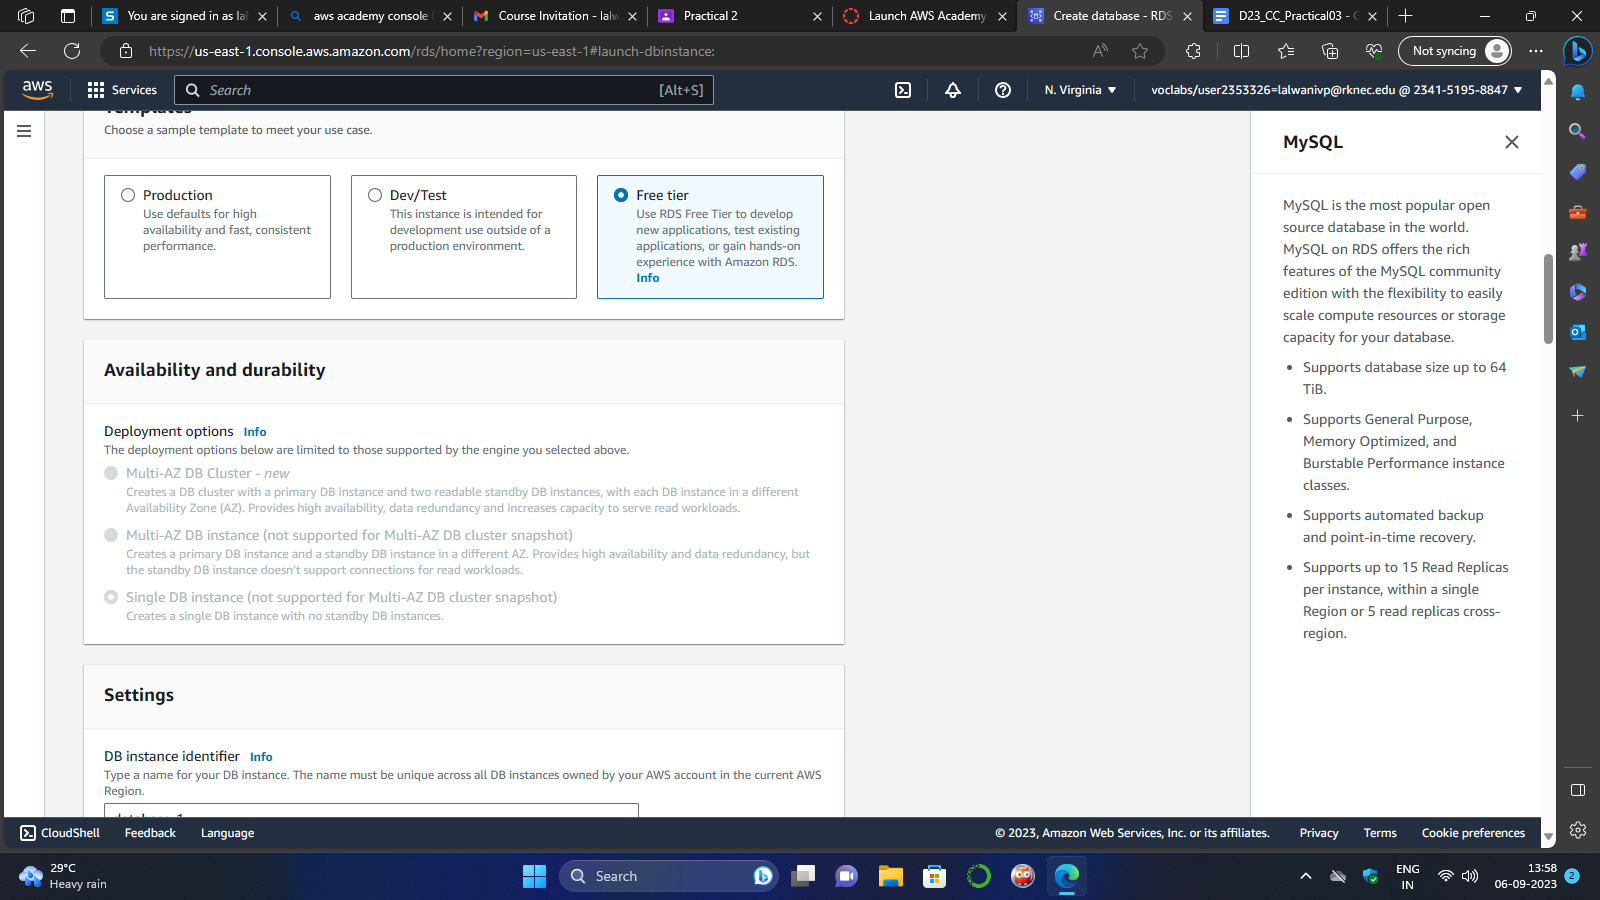 You are signed in as la
aws academy console
Course Invitation - lalw
Practical 2
Launch AWS Academy
Create database - RDS
D23_CC_Practical03 - G
https://us-east-1.console.aws.amazon.com/rds/home?region=us-east-1#launch-dbinstance:
Not syncing
aws
Services
Search
[Alt+S]
N. Virginia
voclabs/user2353326=lalwanivp@rknec.edu @ 2341-5195-8847
Templates
Choose a sample template to meet your use case.
Production
Use defaults for high
availability and fast, consistent
performance.
Dev/Test
This instance is intended for
development use outside of a
production environment.
Free tier
Use RDS Free Tier to develop
new applications, test existing
applications, or gain hands-on
experience with Amazon RDS.
Info
Availability and durability
Deployment options Info
The deployment options below are limited to those supported by the engine you selected above.
Multi-AZ DB Cluster - new
Creates a DB cluster with a primary DB instance and two readable standby DB instances, with each DB instance in a different
Availability Zone (AZ). Provides high availability, data redundancy and increases capacity to serve read workloads.
Multi-AZ DB instance (not supported for Multi-AZ DB cluster snapshot)
Creates a primary DB instance and a standby DB instance in a different AZ. Provides high availability and data redundancy, but
the standby DB instance doesn't support connections for read workloads.
Single DB instance (not supported for Multi-AZ DB cluster snapshot)
Creates a single DB instance with no standby DB instances.
Settings
DB instance identifier Info
Type a name for your DB instance. The name must be unique across all DB instances owned by your AWS account in the current AWS
Region.
database-1
MySQL
MySQL is the most popular open
source database in the world.
MySQL on RDS offers the rich
features of the MySQL community
edition with the flexibility to easily
scale compute resources or storage
capacity for your database.
• Supports database size up to 64
TiB.
• Supports General Purpose,
Memory Optimized, and
Burstable Performance instance
classes.
• Supports automated backup
and point-in-time recovery.
• Supports up to 15 Read Replicas
per instance, within a single
Region or 5 read replicas cross-
region.
CloudShell
Feedback
Language
© 2023, Amazon Web Services, Inc. or its affiliates.
Privacy
Terms
Cookie preferences
29°C
Heavy rain
Search
ENG
IN
13:58
06-09-2023
2